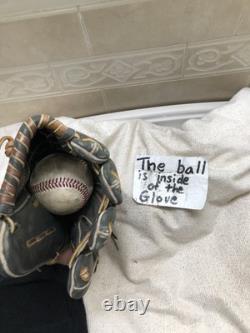 The ball
is inside
of the
Glove